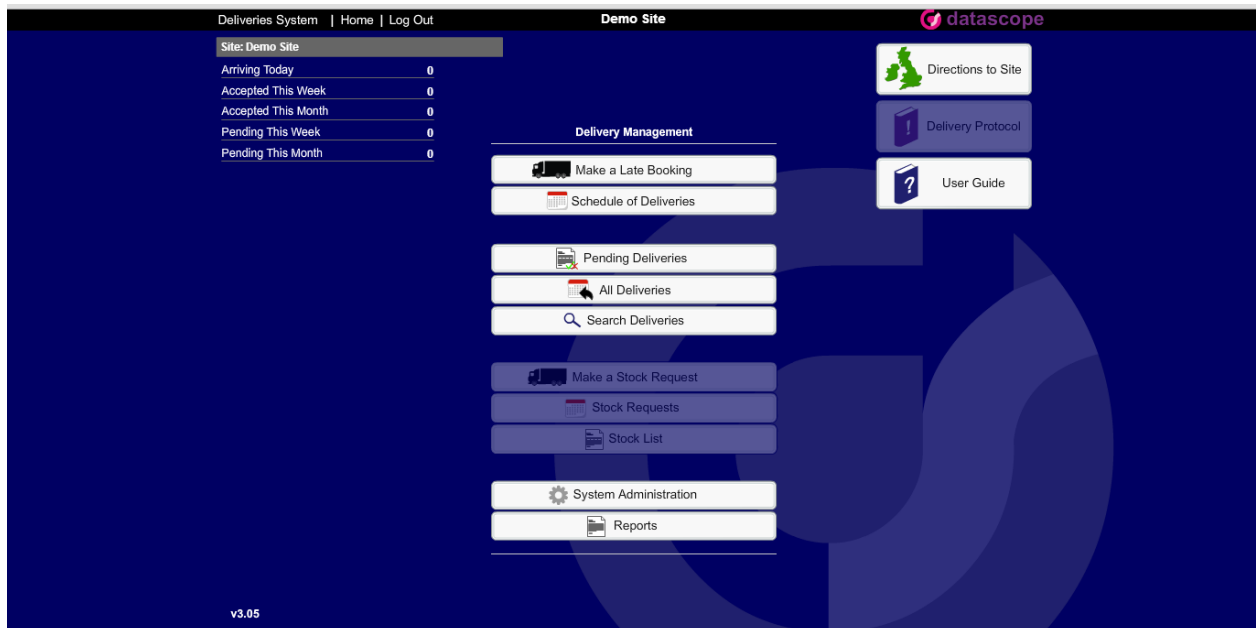 Deliveries System | Home | Log Out
Demo Site
datascope
Site: Demo Site
Arriving Today 0
Accepted This Week 0
Accepted This Month 0
Pending This Week 0
Pending This Month 0
Delivery Management
Make a Late Booking
Schedule of Deliveries
Pending Deliveries
All Deliveries
Search Deliveries
Make a Stock Request
Stock Requests
Stock List
System Administration
Reports
Directions to Site
! Delivery Protocol
? User Guide
v3.05